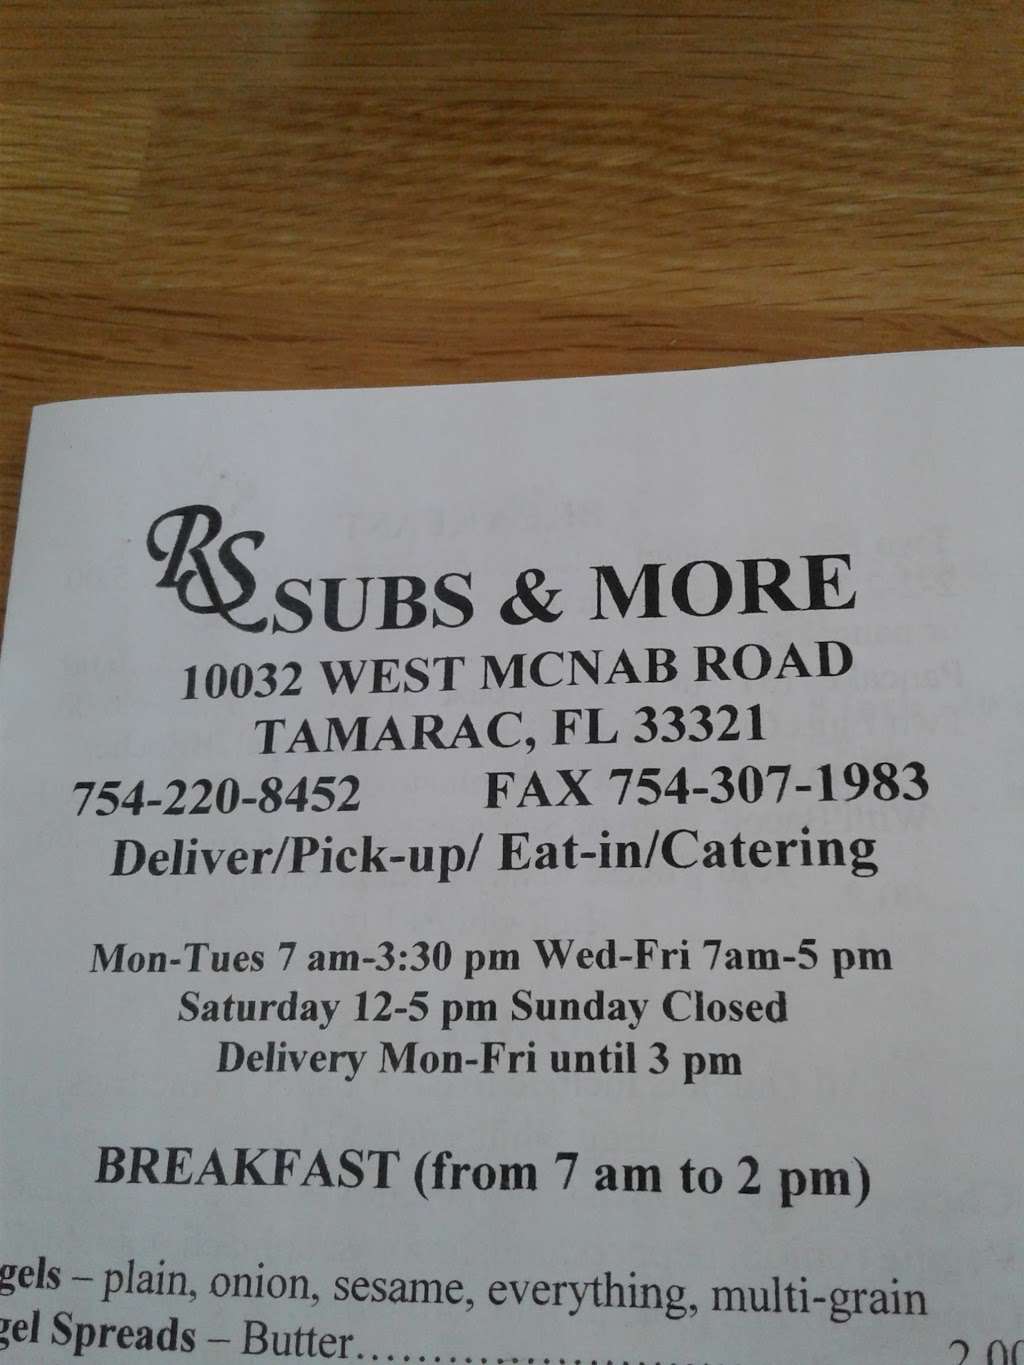 RS SUBS & MORE
10032 WEST MCNAB ROAD
TAMARAC, FL 33321
754-220-8452 FAX 754-307-1983
Deliver/Pick-up/ Eat-in/Catering
Mon-Tues 7 am-3:30 pm Wed-Fri 7am-5 pm
Saturday 12-5 pm Sunday Closed
Delivery Mon-Fri until 3 pm
BREAKFAST (from 7 am to 2 pm)
gels – plain, onion, sesame, everything, multi-grain
gel Spreads – Butter.......................... 2.00